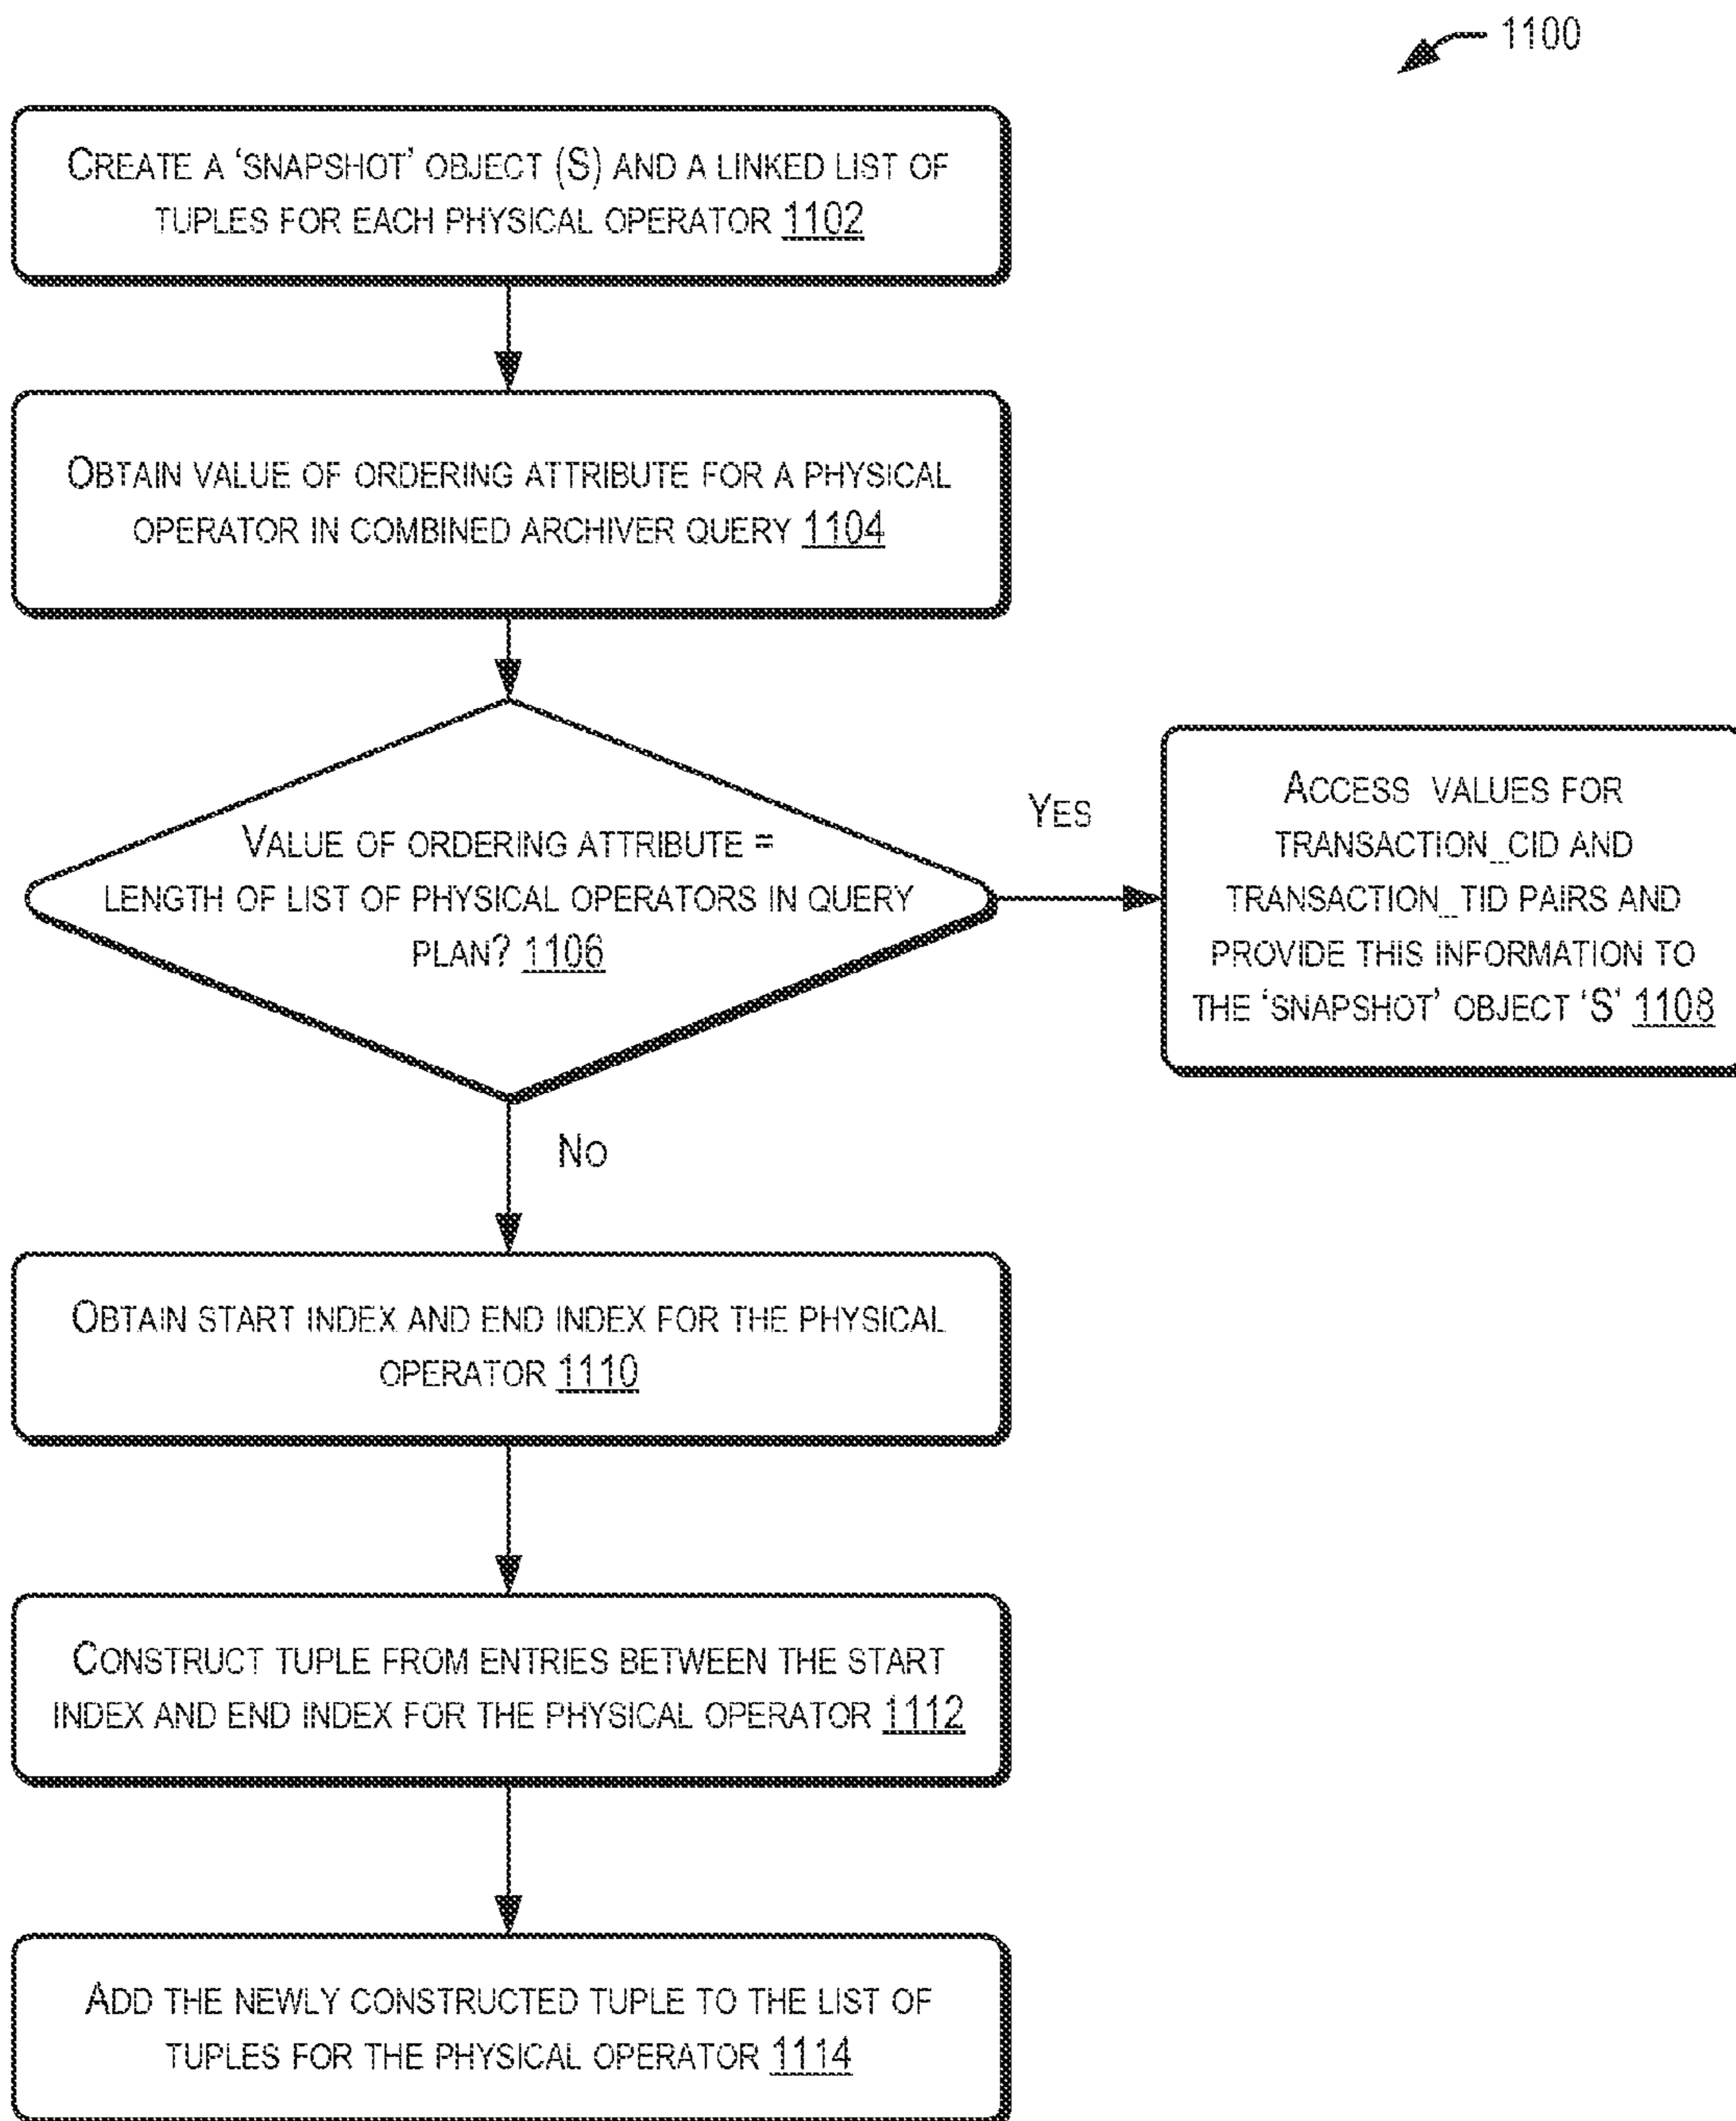 1100
CREATE A ‘SNAPSHOT’ OBJECT (S) AND A LINKED LIST OF
TUPLES FOR EACH PHYSICAL OPERATOR 1102
OBTAIN VALUE OF ORDERING ATTRIBUTE FOR A PHYSICAL
OPERATOR IN COMBINED ARCHIVER QUERY 1104
VALUE OF ORDERING ATTRIBUTE =
LENGTH OF LIST OF PHYSICAL OPERATORS IN QUERY
PLAN? 1106
YES
ACCESS VALUES FOR
TRANSACTION_CID AND
TRANSACTION_TID PAIRS AND
PROVIDE THIS INFORMATION TO
THE ‘SNAPSHOT’ OBJECT ‘S’ 1108
NO
OBTAIN START INDEX AND END INDEX FOR THE PHYSICAL
OPERATOR 1110
CONSTRUCT TUPLE FROM ENTRIES BETWEEN THE START
INDEX AND END INDEX FOR THE PHYSICAL OPERATOR 1112
ADD THE NEWLY CONSTRUCTED TUPLE TO THE LIST OF
TUPLES FOR THE PHYSICAL OPERATOR 1114